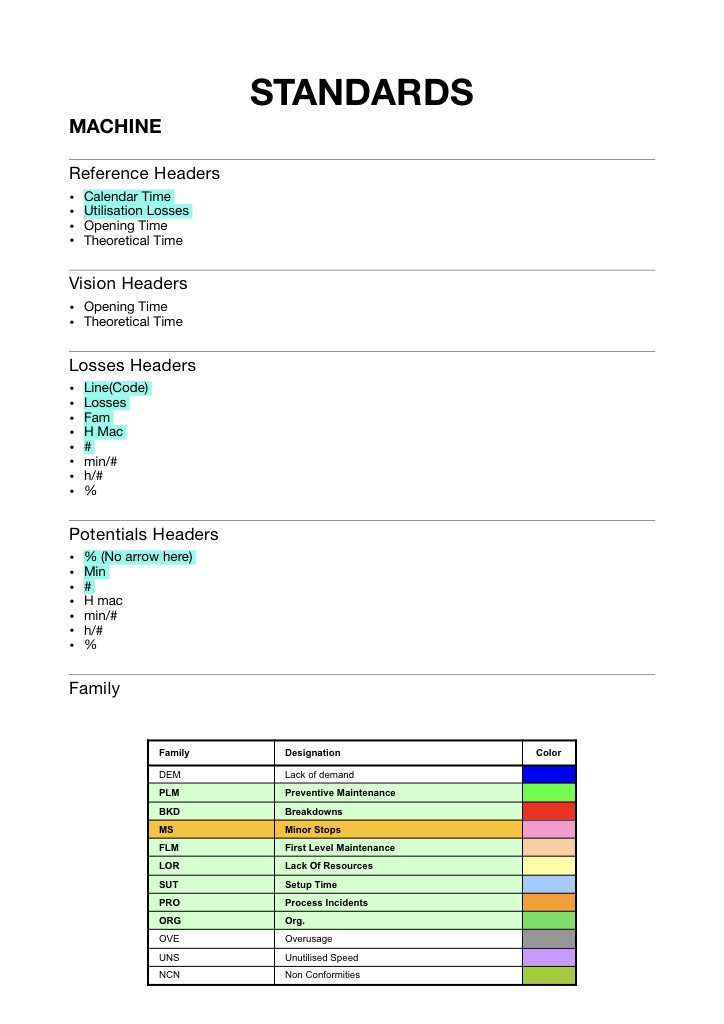 STANDARDS
MACHINE
Reference Headers
• Calendar Time
• Utilisation Losses
• Opening Time
• Theoretical Time
Vision Headers
• Opening Time
• Theoretical Time
Losses Headers
• Line(Code)
• Losses
• Fam
• H Mac
• #
• min/#
• h/#
• %
Potentials Headers
• % (No arrow here)
• Min
• #
• H mac
• min/#
• h/#
• %
Family
Family Designation Color
DEM Lack of demand
PLM Preventive Maintenance
BKD Breakdowns
MS Minor Stops
FLM First Level Maintenance
LOR Lack Of Resources
SUT Setup Time
PRO Process Incidents
ORG Org.
OVE Overusage
UNS Unutilised Speed
NCN Non Conformities